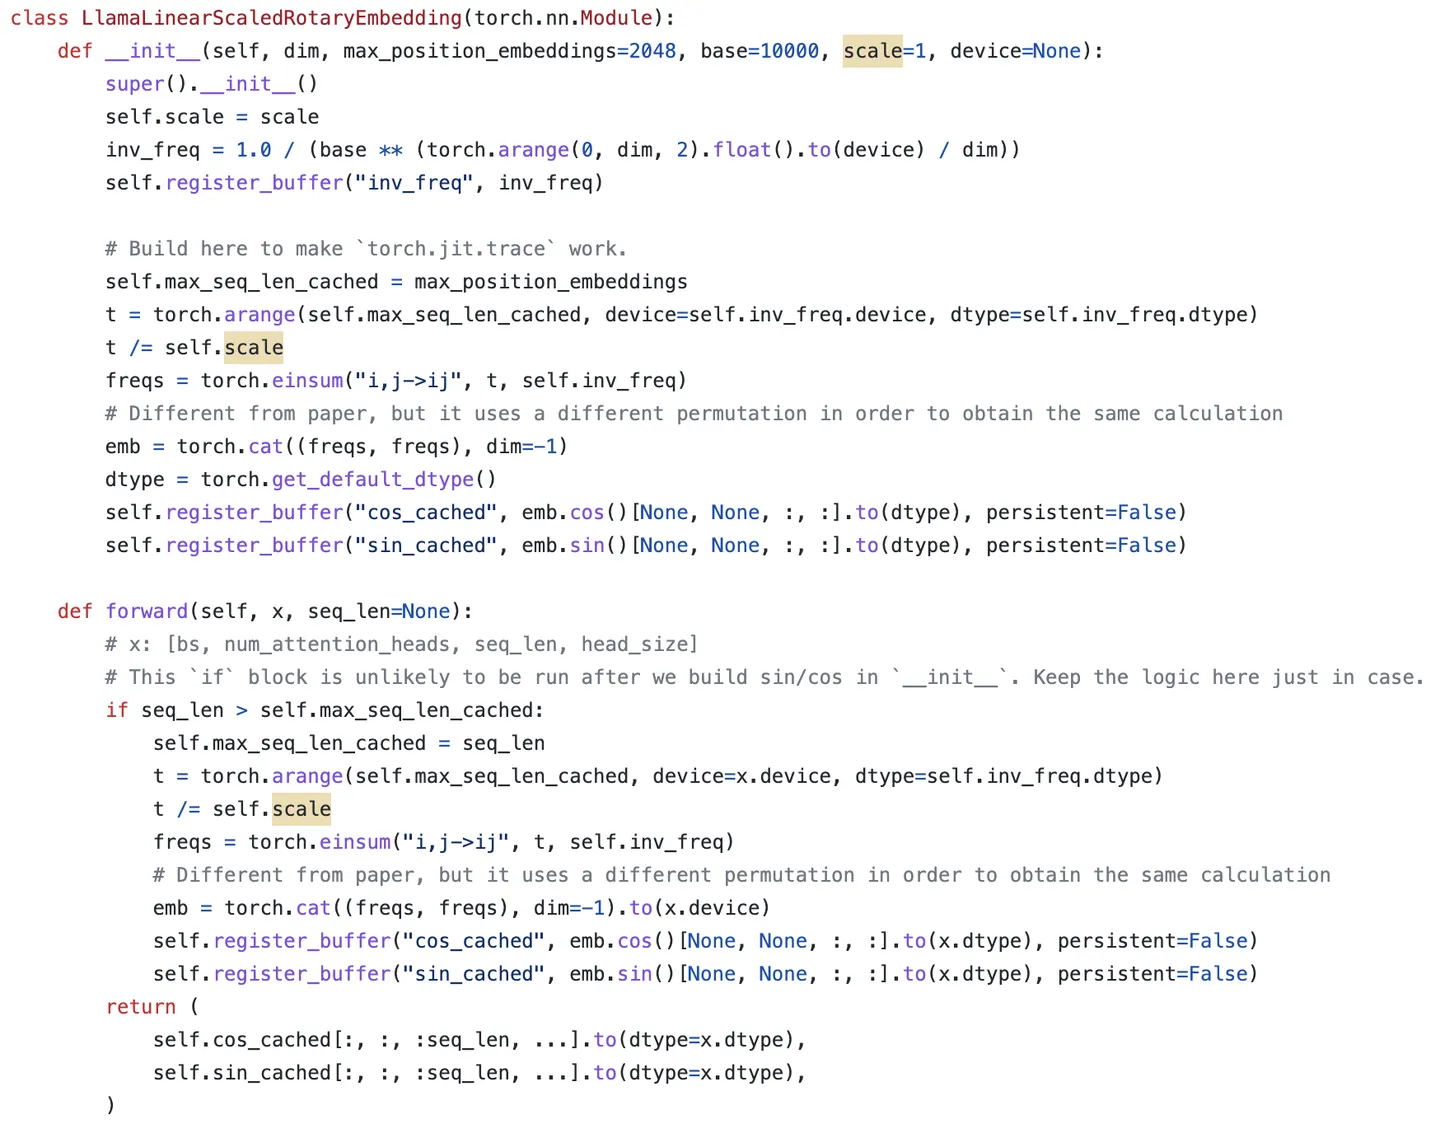 class LlamaLinearScaledRotaryEmbedding(torch.nn.Module):
    def __init__(self, dim, max_position_embeddings=2048, base=10000, scale=1, device=None):
        super().__init__()
        self.scale = scale
        inv_freq = 1.0 / (base ** (torch.arange(0, dim, 2).float().to(device) / dim))
        self.register_buffer("inv_freq", inv_freq)

        # Build here to make `torch.jit.trace` work.
        self.max_seq_len_cached = max_position_embeddings
        t = torch.arange(self.max_seq_len_cached, device=self.inv_freq.device, dtype=self.inv_freq.dtype)
        t /= self.scale
        freqs = torch.einsum("i,j->ij", t, self.inv_freq)
        # Different from paper, but it uses a different permutation in order to obtain the same calculation
        emb = torch.cat((freqs, freqs), dim=-1)
        dtype = torch.get_default_dtype()
        self.register_buffer("cos_cached", emb.cos()[None, None, :, :].to(dtype), persistent=False)
        self.register_buffer("sin_cached", emb.sin()[None, None, :, :].to(dtype), persistent=False)

    def forward(self, x, seq_len=None):
        # x: [bs, num_attention_heads, seq_len, head_size]
        # This `if` block is unlikely to be run after we build sin/cos in `__init__`. Keep the logic here just in case.
        if seq_len > self.max_seq_len_cached:
            self.max_seq_len_cached = seq_len
            t = torch.arange(self.max_seq_len_cached, device=x.device, dtype=self.inv_freq.dtype)
            t /= self.scale
            freqs = torch.einsum("i,j->ij", t, self.inv_freq)
            # Different from paper, but it uses a different permutation in order to obtain the same calculation
            emb = torch.cat((freqs, freqs), dim=-1).to(x.device)
            self.register_buffer("cos_cached", emb.cos()[None, None, :, :].to(x.dtype), persistent=False)
            self.register_buffer("sin_cached", emb.sin()[None, None, :, :].to(x.dtype), persistent=False)
        return (
            self.cos_cached[:, :, :seq_len, ...].to(dtype=x.dtype),
            self.sin_cached[:, :, :seq_len, ...].to(dtype=x.dtype),
        )